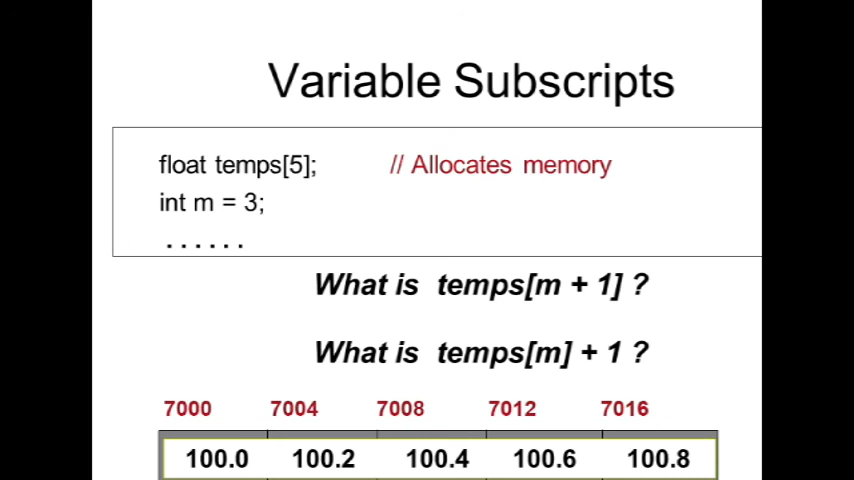 Variable Subscripts
float temps[5]; // Allocates memory
int m = 3;
. . . . . .
What is temps[m + 1] ?
What is temps[m] + 1 ?
7000 7004 7008 7012 7016
100.0 100.2 100.4 100.6 100.8